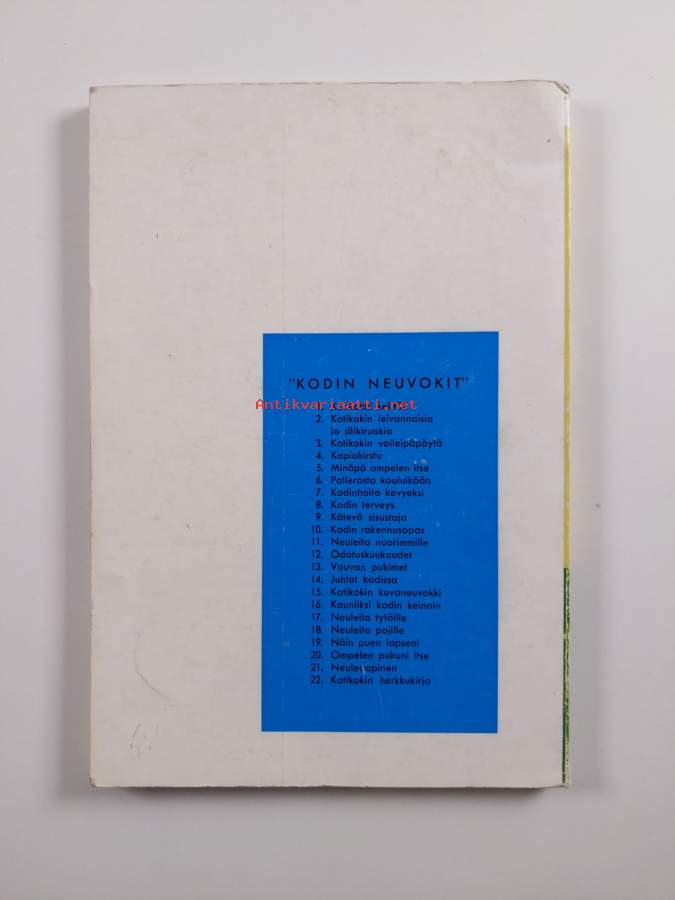 "KODIN NEUVOKIT"
Antikvariaatti.net
2. Kotikokin leivonnaisia
ja jälkiruokia
3. Kotikokin voileipäpöytä
4. Kapiokirstu
5. Minäpä ompelen itse
6. Pallerosta kouluikään
7. Kodinhoito kevyeksi
8. Kodin terveys
9. Kätevä sisustaja
10. Kodin rakennusopas
11. Neuleita nuorimmille
12. Odotuskuukaudet
13. Vauvan pukimet
14. Juhlat kodissa
15. Kotikokin kuvaneuvokki
16. Kauniiksi kodin keinoin
17. Neuleita tytöille
18. Neuleita pojille
19. Näin puen lapseni
20. Ompelen pukuni itse
21. Neuleaapinen
22. Kotikokin herkkukirja